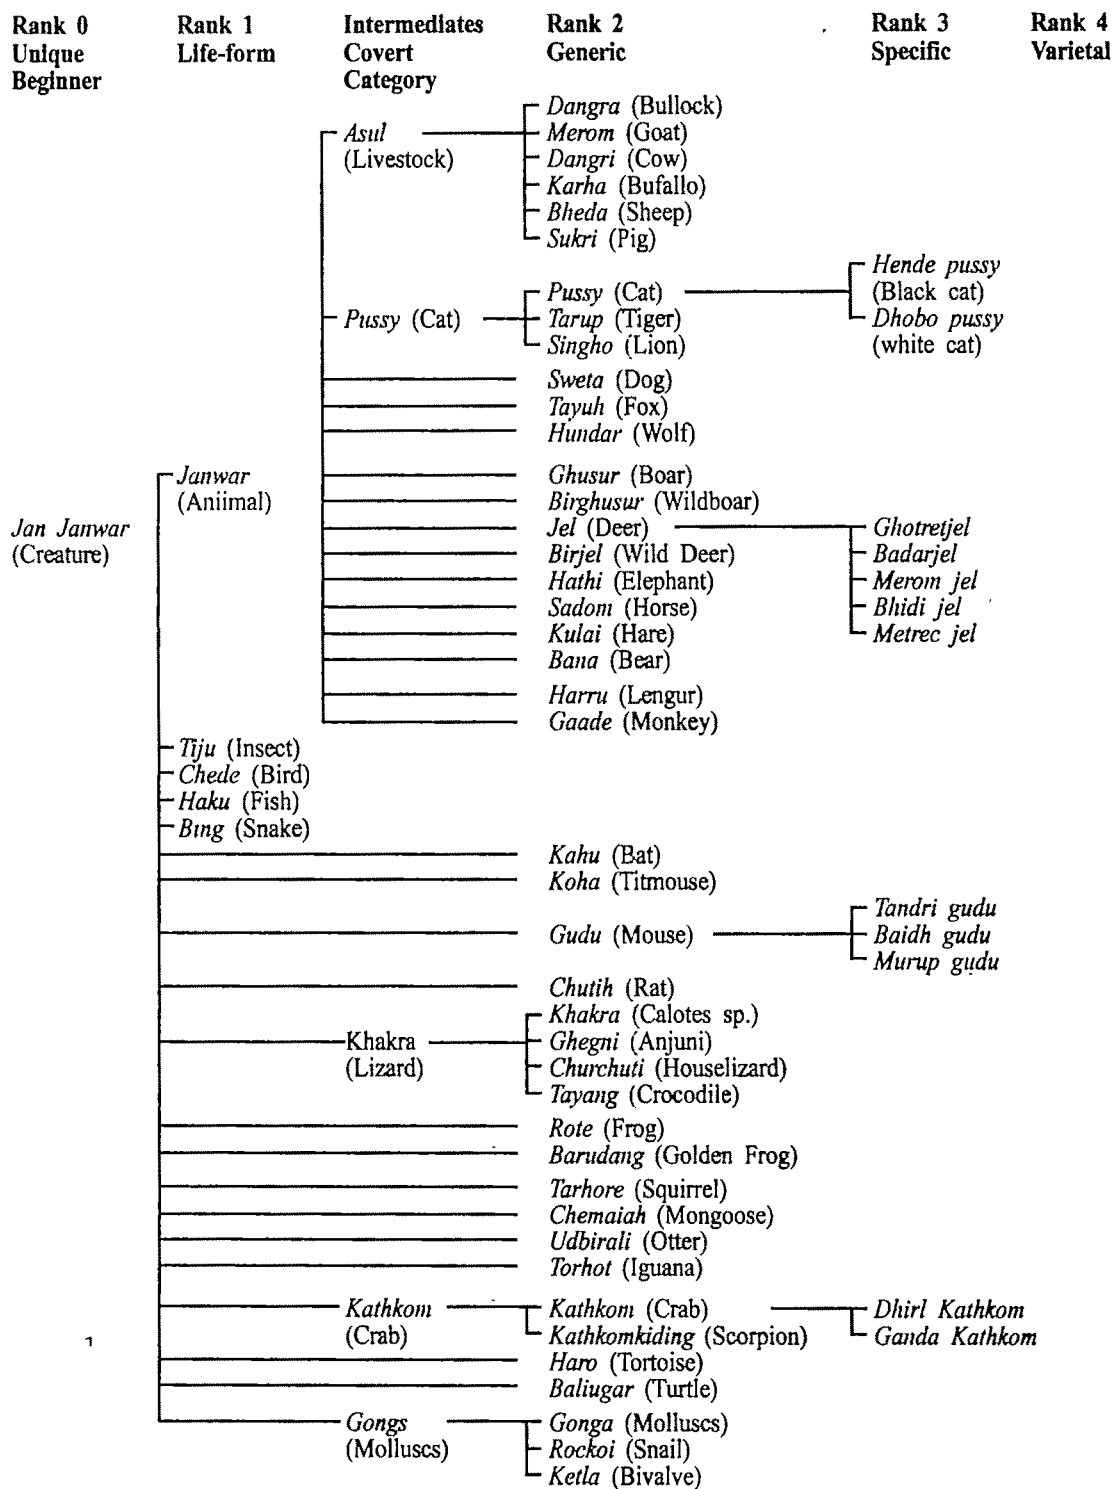 Rank 0 Rank 1 Intermediates Rank 2 Rank 3 Rank 4
Unique Life-form Covert Generic Specific Varietal
Beginner Category
Dangra (Bullock)
Asul Merom (Goat)
(Livestock) Dangri (Cow)
Karha (Bufallo)
Bheda (Sheep)
Sukri (Pig)
Hende pussy
Pussy (Cat) (Black cat)
Pussy (Cat) Tarup (Tiger) Dhobo pussy
Singho (Lion) (white cat)
Sweta (Dog)
Tayuh (Fox)
Hundar (Wolf)
Janwar Ghusur (Boar)
(Aniimal) Birghusur (Wildboar)
Jan Janwar Jel (Deer) Ghotretjel
(Creature) Birjel (Wild Deer) Badarjel
Hathi (Elephant) Merom jel
Sadom (Horse) Bhidi jel
Kulai (Hare) Metrec jel
Bana (Bear)
Harru (Lengur)
Gaade (Monkey)
Tiju (Insect)
Chede (Bird)
Haku (Fish)
Bing (Snake)
Kahu (Bat)
Koha (Titmouse)
Tandri gudu
Gudu (Mouse) Baidh gudu
Murup gudu
Chutih (Rat)
Khakra (Calotes sp.)
Khakra Ghegni (Anjuni)
(Lizard) Churchuti (Houselizard)
Tayang (Crocodile)
Rote (Frog)
Barudang (Golden Frog)
Tarhore (Squirrel)
Chemaiah (Mongoose)
Udbirali (Otter)
Torhot (Iguana)
Kathkom Kathkom (Crab) Dhirl Kathkom
(Crab) Kathkomkiding (Scorpion) Ganda Kathkom
Haro (Tortoise)
Baliugar (Turtle)
Gongs Gonga (Molluscs)
(Molluscs) Rockoi (Snail)
Ketla (Bivalve)